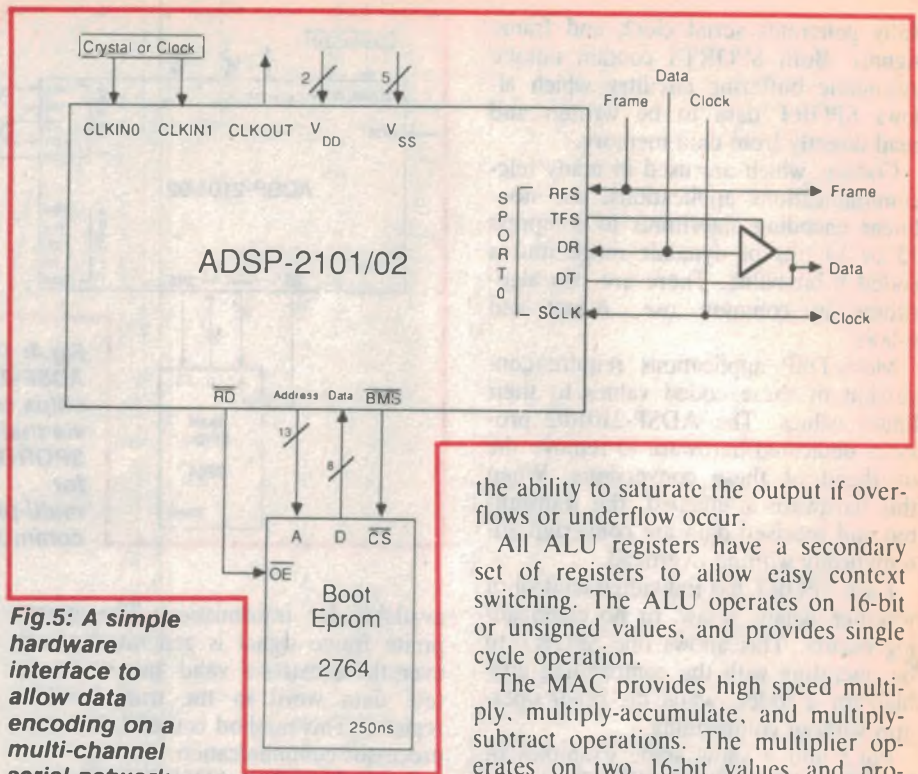 Crystal or Clock
2
5
CLKIN0 CLKIN1 CLKOUT VDD VSS
Data
Frame Clock
ADSP-2101/02
SPORT0
RFS
TFS
DR
DT
SCLK
Frame
Data
Clock
RD Address Data BMS
13
8
A D CS
OE
Boot
Eprom
2764
250ns
Fig.5: A simple
hardware
interface to
allow data
encoding on a
multi-channel
serial network
the ability to saturate the output if over-
flows or underflow occur.
All ALU registers have a secondary
set of registers to allow easy context
switching. The ALU operates on 16-bit
or unsigned values, and provides single
cycle operation.
The MAC provides high speed multi-
ply, multiply-accumulate, and multiply-
subtract operations. The multiplier op-
erates on two 16-bit values and pro-